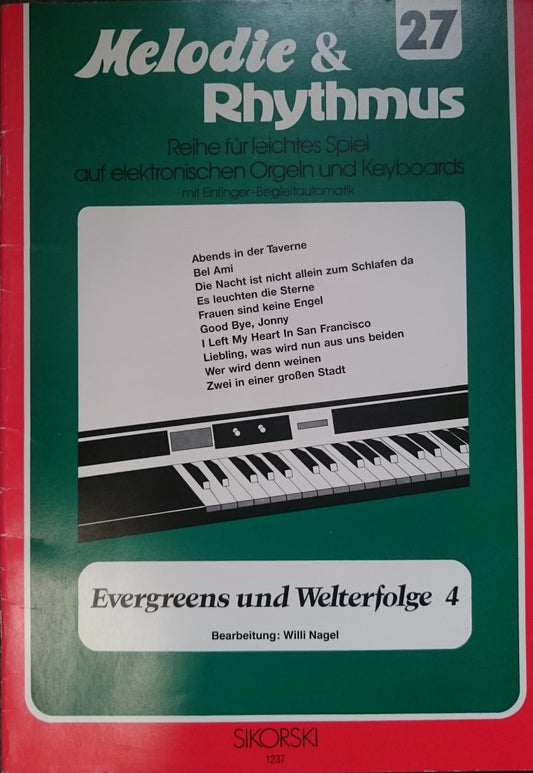 27
Melodie &
Rhythmus
Reihe für leichtes Spiel
auf elektronischen Orgeln und Keyboards
mit Einfinger-Begleitautomatik
Abends in der Taverne
Bel Ami
Die Nacht ist nicht allein zum Schlafen da
Es leuchten die Sterne
Frauen sind keine Engel
Good Bye, Jonny
I Left My Heart In San Francisco
Liebling, was wird nun aus uns beiden
Wer wird denn weinen
Zwei in einer großen Stadt
Evergreens und Welterfolge 4
Bearbeitung: Willi Nagel
SIKORSKI
1237